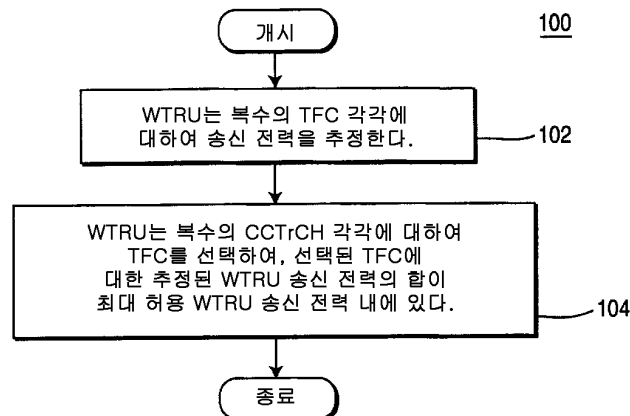 개시
100
WTRU는 복수의 TFC 각각에
대하여 송신 전력을 추정한다.
102
WTRU는 복수의 CCTrCH 각각에 대하여
TFC를 선택하여, 선택된 TFC에
대한 추정된 WTRU 송신 전력의 합이
최대 허용 WTRU 송신 전력 내에 있다.
104
종료